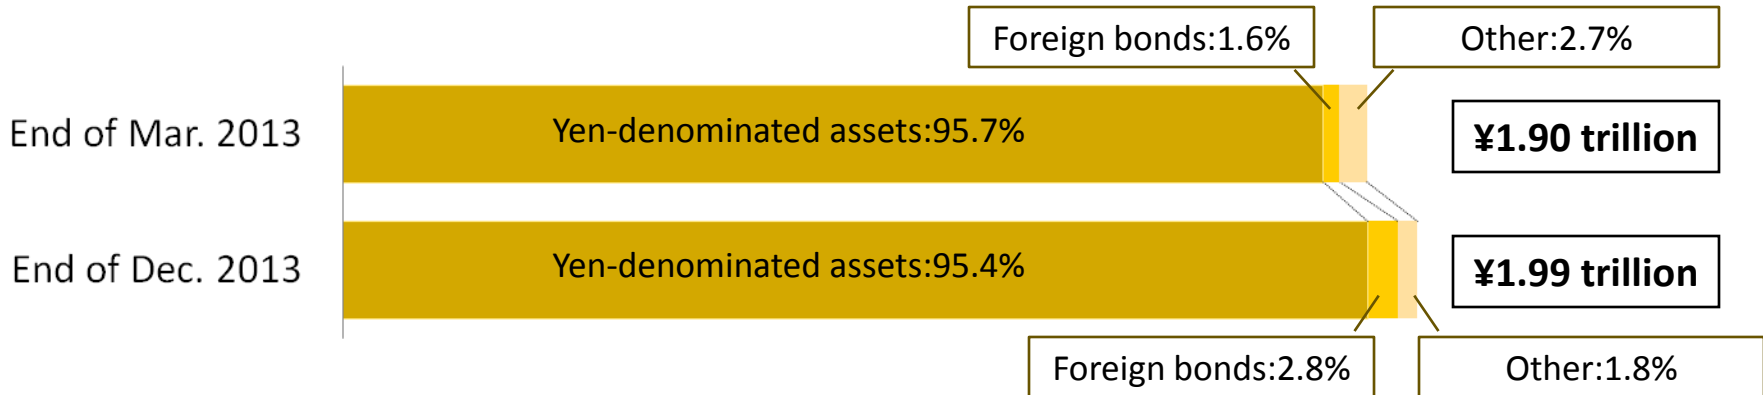 Foreign bonds:1.6%
Other:2.7%
End of Mar. 2013
Yen-denominated assets:95.7%
¥1.90 trillion
End of Dec. 2013
Yen-denominated assets:95.4%
¥1.99 trillion
Foreign bonds:2.8%
Other:1.8%